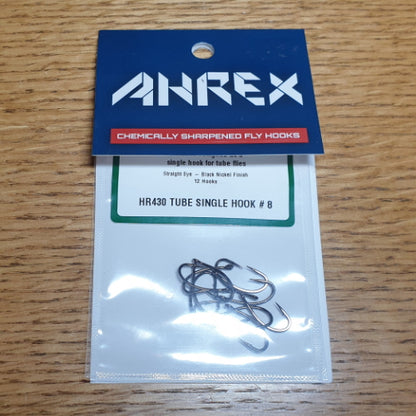 AHREX
CHEMICALLY SHARPENED FLY HOOKS
single hook for tube flies
Straight Eye – Black Nickel Finish
12 Hooks
HR430 TUBE SINGLE HOOK # 8